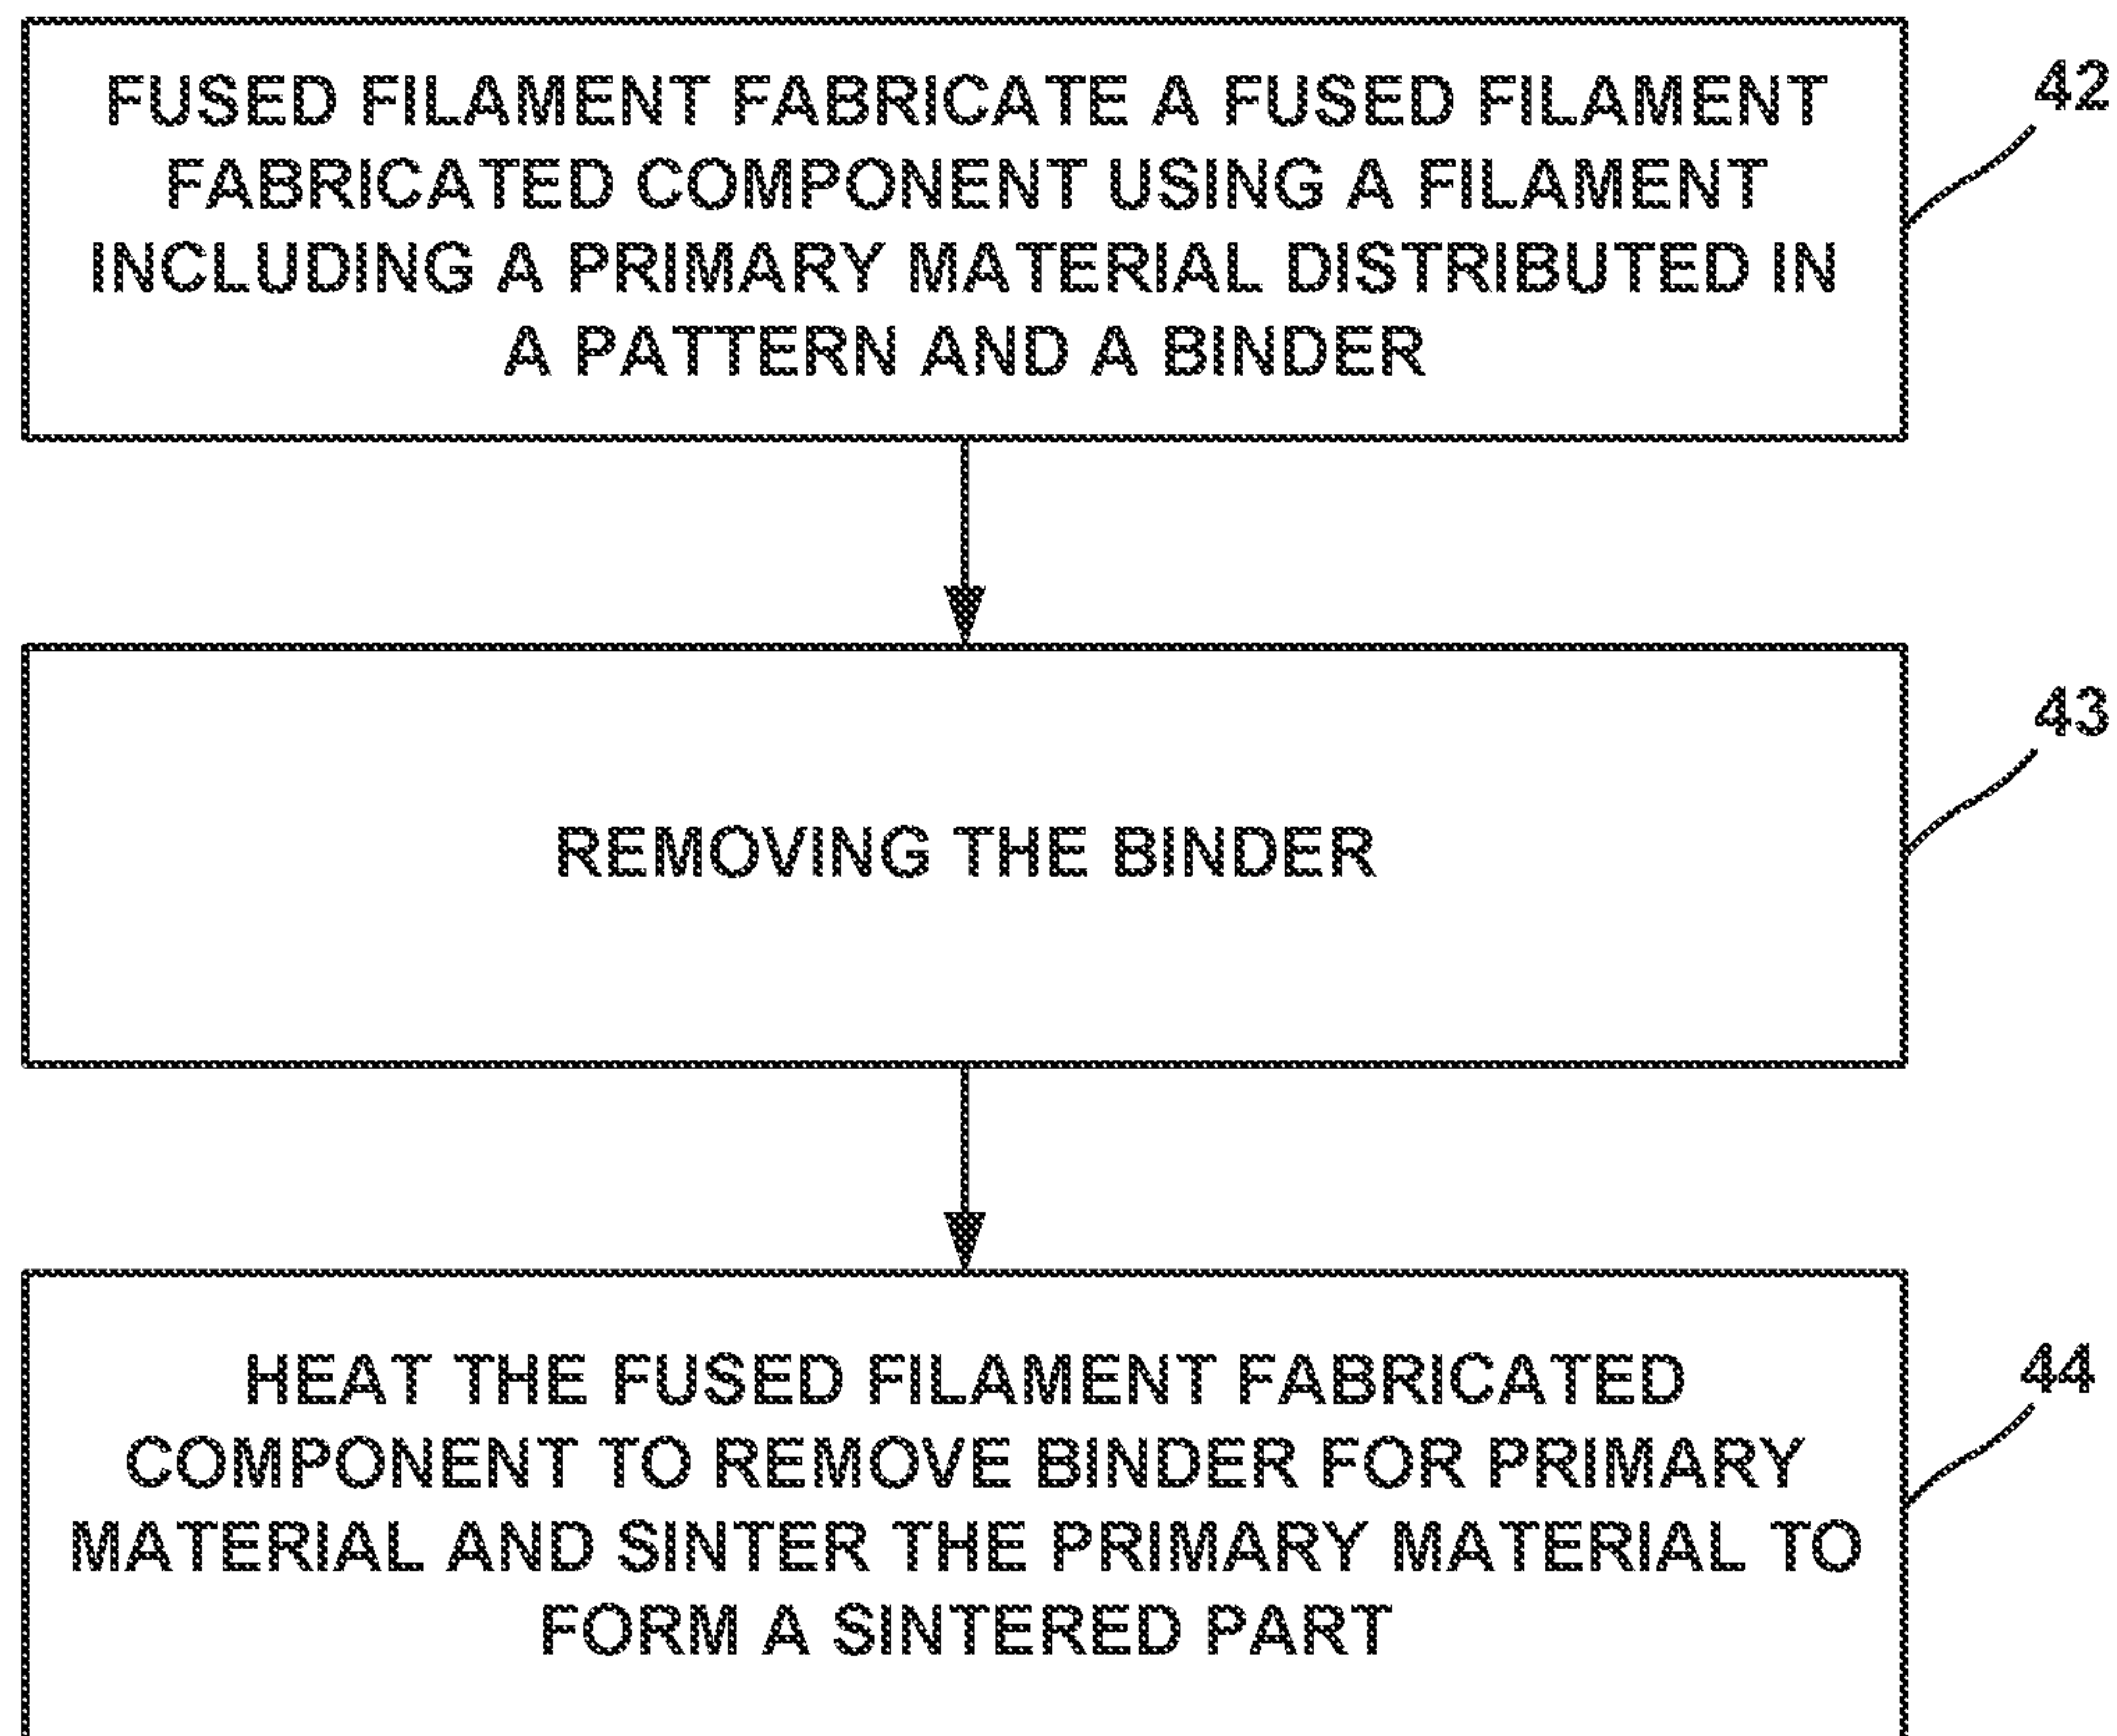 FUSED FILAMENT FABRICATE A FUSED FILAMENT
FABRICATED COMPONENT USING A FILAMENT
INCLUDING A PRIMARY MATERIAL DISTRIBUTED IN
A PATTERN AND A BINDER
42
REMOVING THE BINDER
43
HEAT THE FUSED FILAMENT FABRICATED
COMPONENT TO REMOVE BINDER FOR PRIMARY
MATERIAL AND SINTER THE PRIMARY MATERIAL TO
FORM A SINTERED PART
44